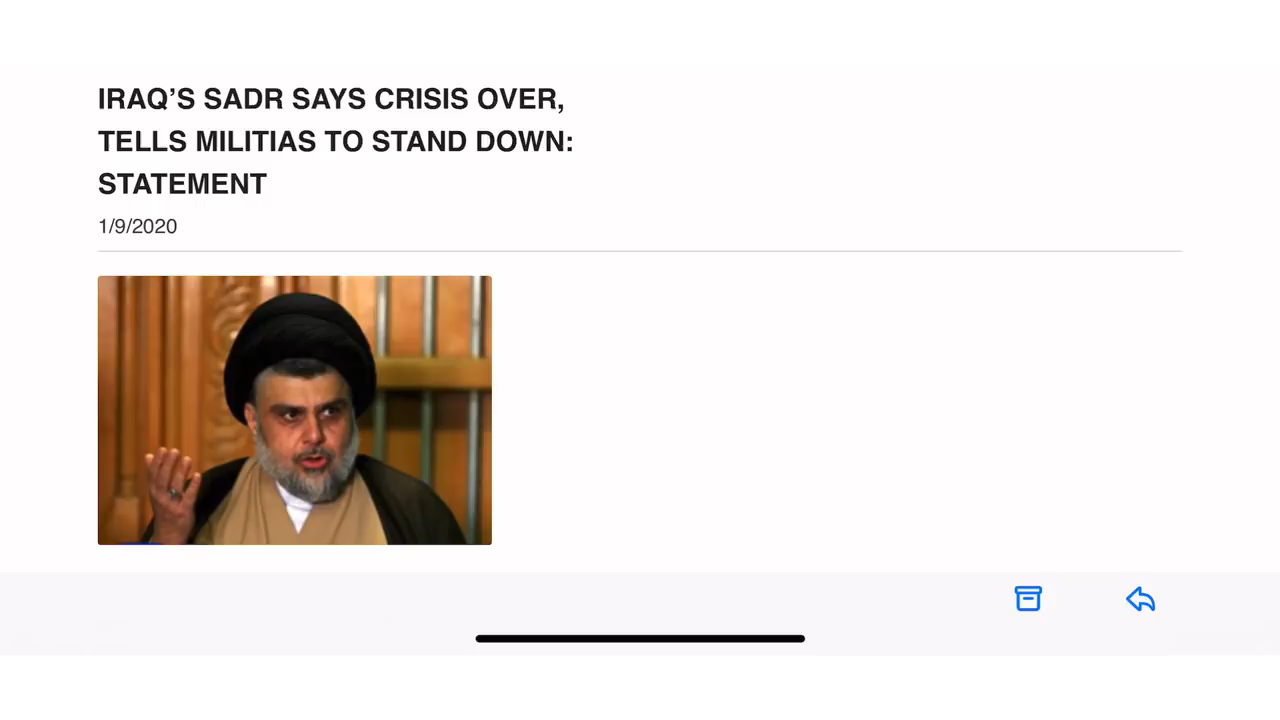 IRAQ’S SADR SAYS CRISIS OVER,
TELLS MILITIAS TO STAND DOWN:
STATEMENT
1/9/2020